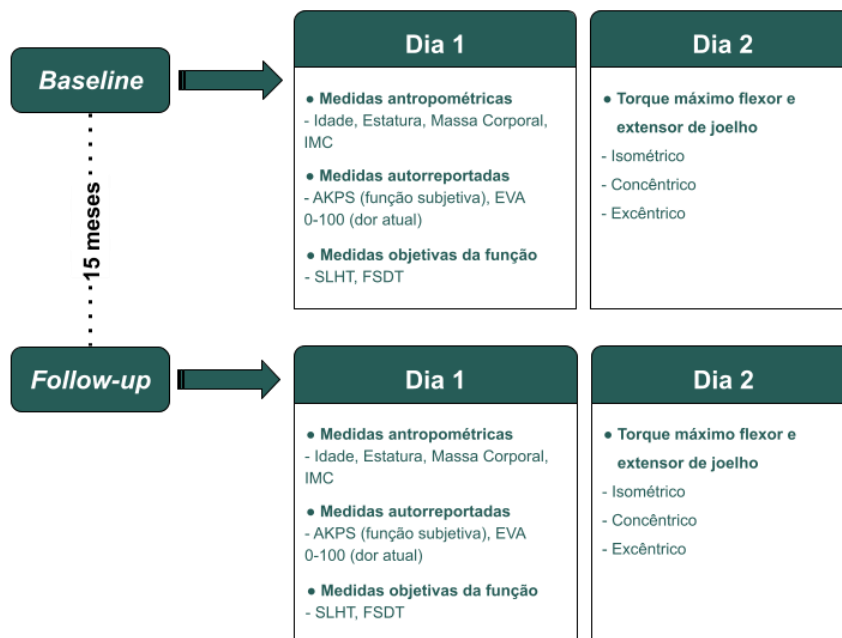 Baseline
Dia 1
● Medidas antropométricas
- Idade, Estatura, Massa Corporal,
IMC
● Medidas autorreportadas
- AKPS (função subjetiva), EVA
0-100 (dor atual)
● Medidas objetivas da função
- SLHT, FSDT
Dia 2
● Torque máximo flexor e
extensor de joelho
- Isométrico
- Concêntrico
- Excêntrico
15 meses
Follow-up
Dia 1
● Medidas antropométricas
- Idade, Estatura, Massa Corporal,
IMC
● Medidas autorreportadas
- AKPS (função subjetiva), EVA
0-100 (dor atual)
● Medidas objetivas da função
- SLHT, FSDT
Dia 2
● Torque máximo flexor e
extensor de joelho
- Isométrico
- Concêntrico
- Excêntrico